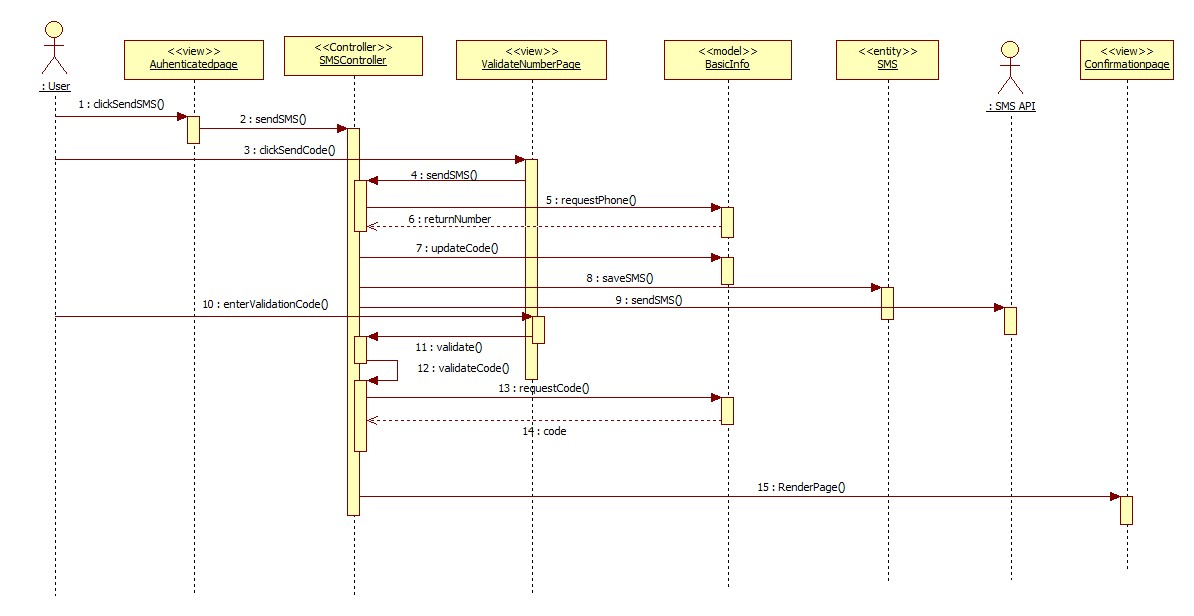 <<view>>
Auhenticatedpage
<<Controller>>
SMSController
<<view>>
ValidateNumberPage
<<model>>
BasicInfo
<<entity>>
SMS
<<view>>
Confirmationpage
: User
: SMS API
1 : clickSendSMS()
2 : sendSMS()
3 : clickSendCode()
4 : sendSMS()
5 : requestPhone()
6 : returnNumber
7 : updateCode()
8 : saveSMS()
9 : sendSMS()
10 : enterValidationCode()
11 : validate()
12 : validateCode()
13 : requestCode()
14 : code
15 : RenderPage()